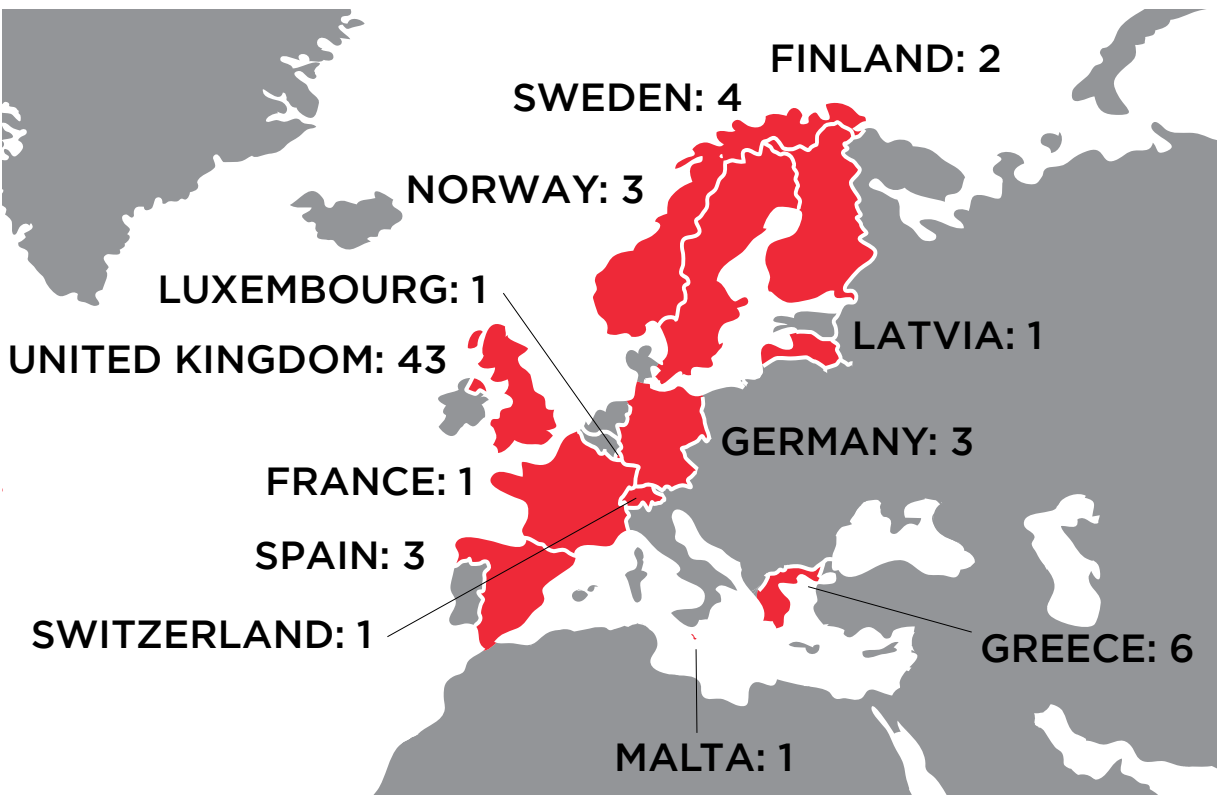 FINLAND: 2
SWEDEN: 4
NORWAY: 3
LUXEMBOURG: 1
LATVIA: 1
UNITED KINGDOM: 43
GERMANY: 3
FRANCE: 1
SPAIN: 3
SWITZERLAND: 1
GREECE: 6
MALTA: 1